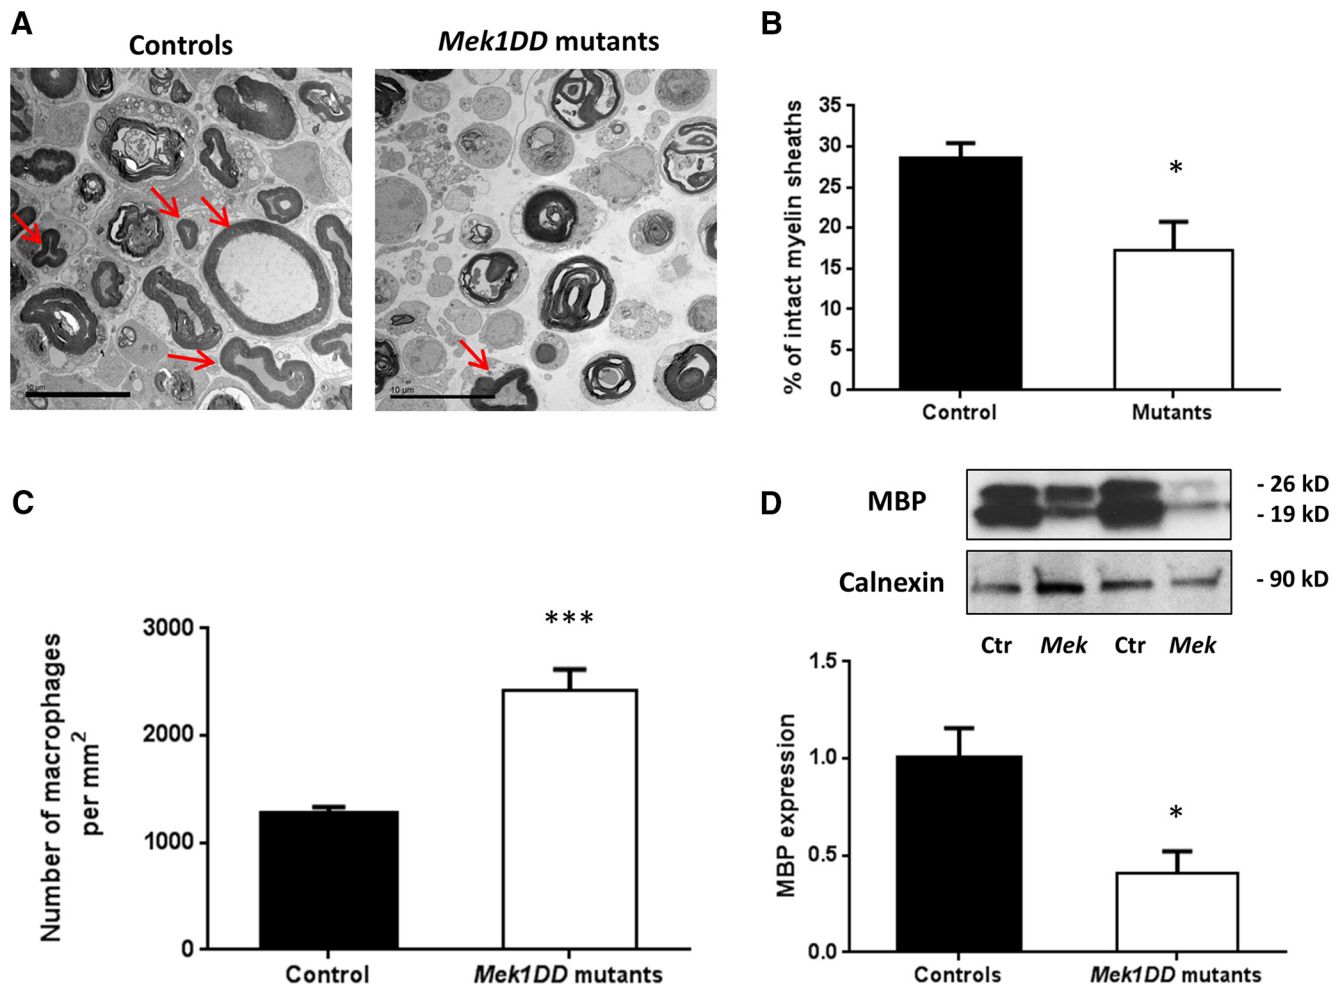 A
Controls
Mek1DD mutants
10 µm
10 µm
B
% of intact myelin sheaths
35
30
25
20
15
10
5
0
*
Control
Mutants
C
Number of macrophages
per mm2
3000
2000
1000
0
***
Control
Mek1DD mutants
D
MBP
- 26 kD
- 19 kD
Calnexin
- 90 kD
Ctr Mek Ctr Mek
MBP expression
1.5
1.0
0.5
0.0
*
Controls
Mek1DD mutants